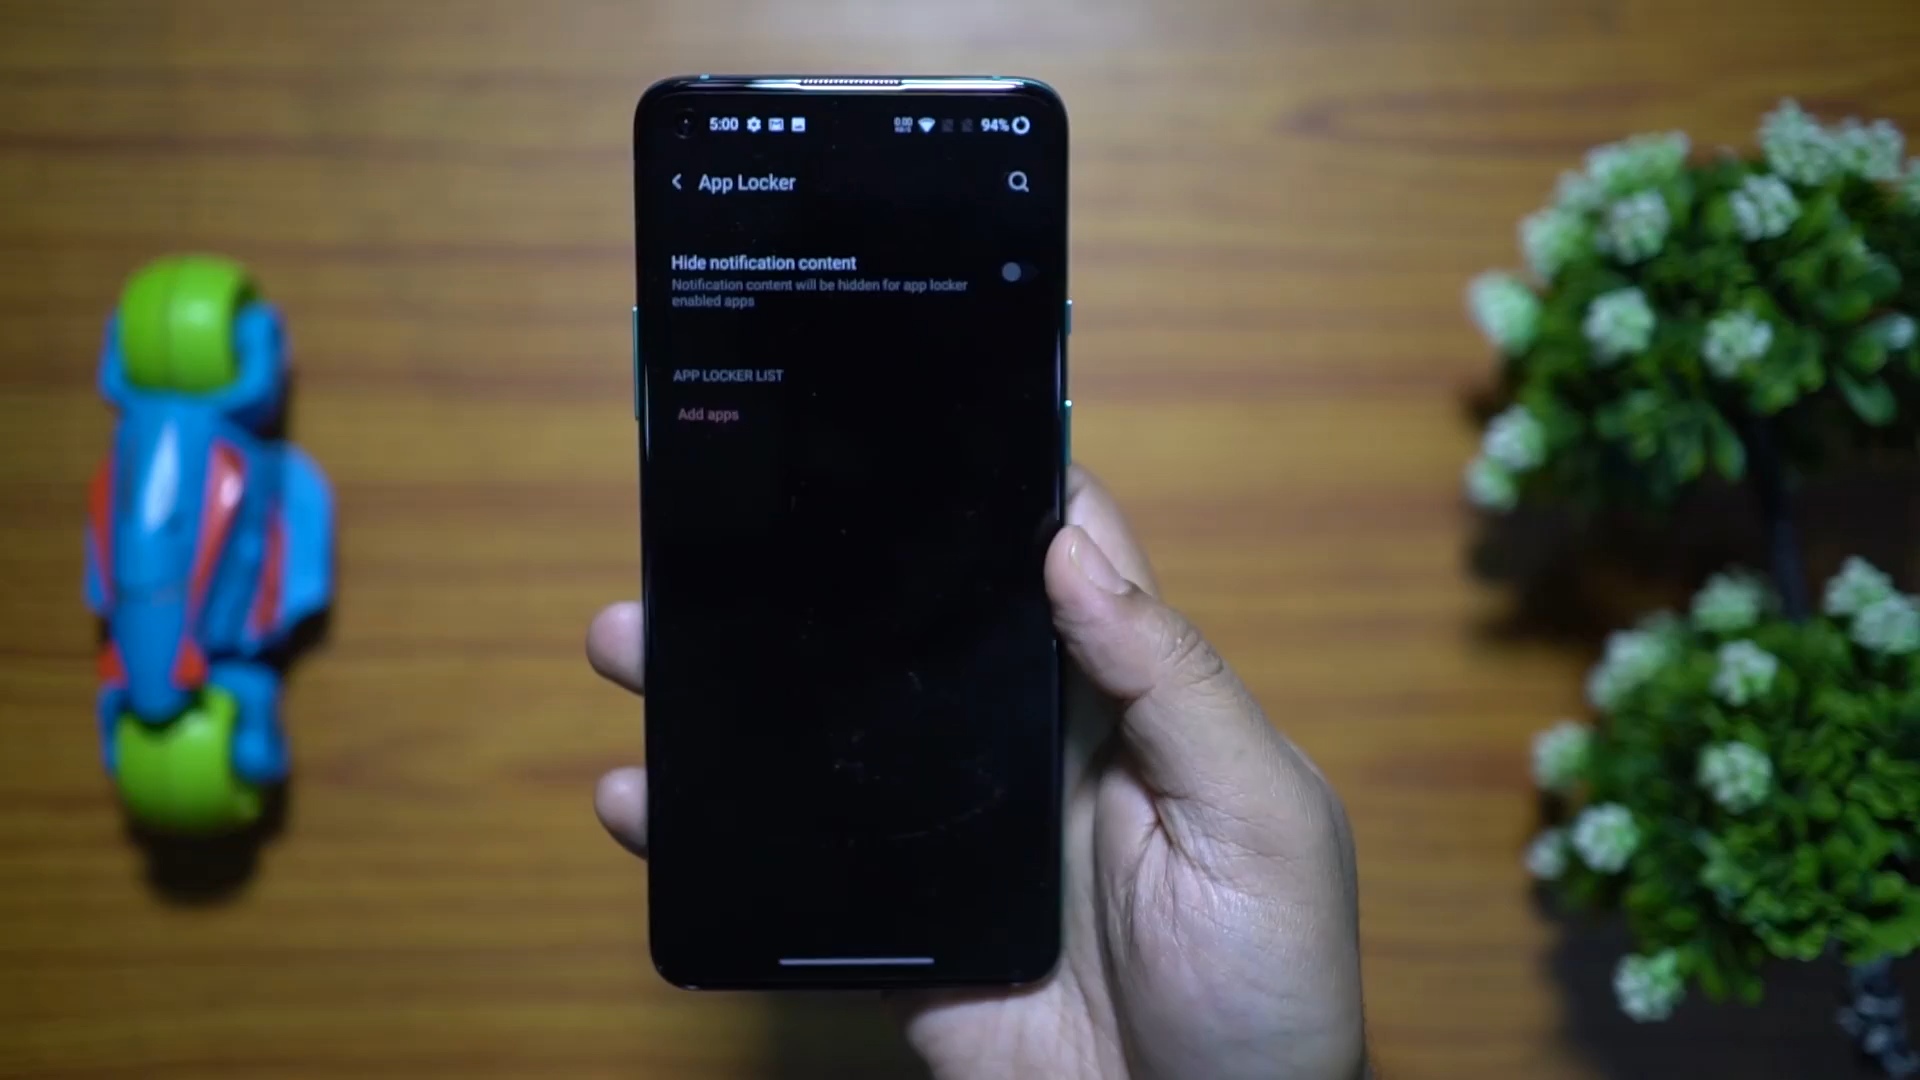 5:00 94%
App Locker
Hide notification content
Notification content will be hidden for app locker
enabled apps
APP LOCKER LIST
Add apps